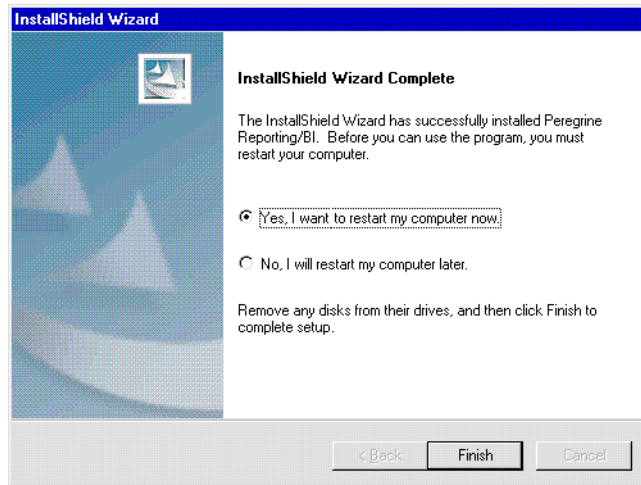 InstallShield Wizard
InstallShield Wizard Complete
The InstallShield Wizard has successfully installed Peregrine
Reporting/BI. Before you can use the program, you must
restart your computer.
Yes, I want to restart my computer now.
No, I will restart my computer later.
Remove any disks from their drives, and then click Finish to
complete setup.
< Back
Finish
Cancel